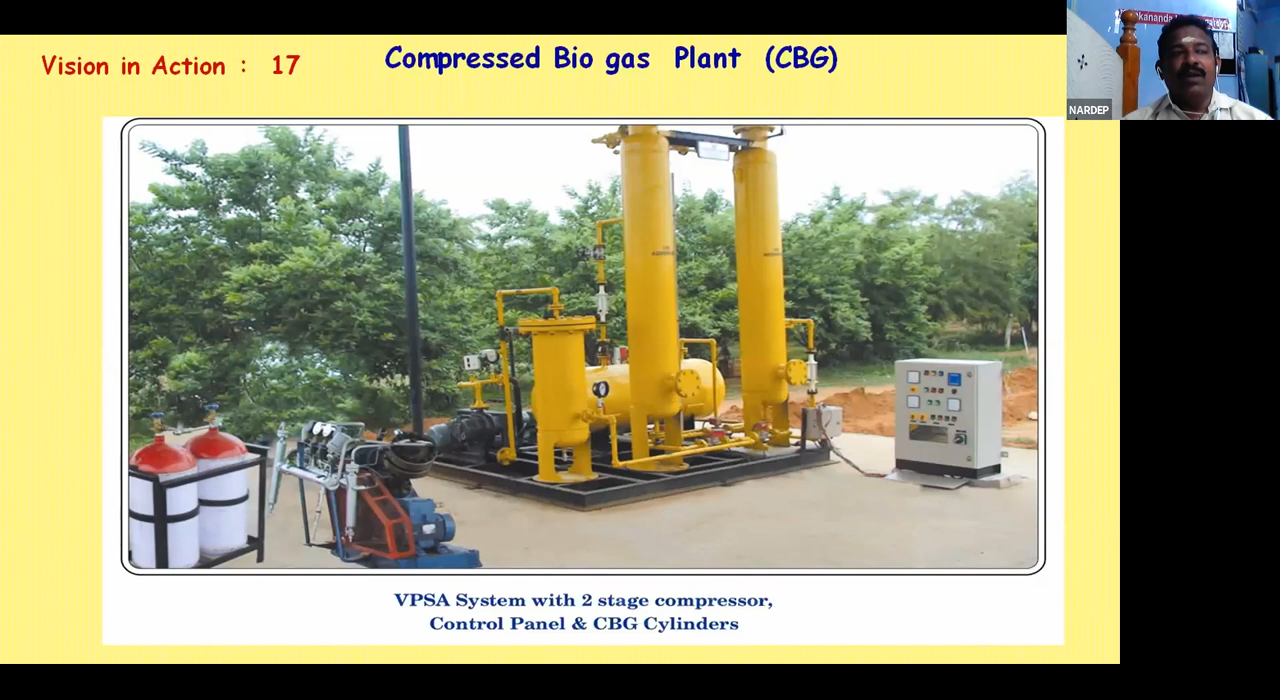 Vision in Action : 17
Compressed Bio gas Plant (CBG)
NARDEP
VPSA System with 2 stage compressor,
Control Panel & CBG Cylinders